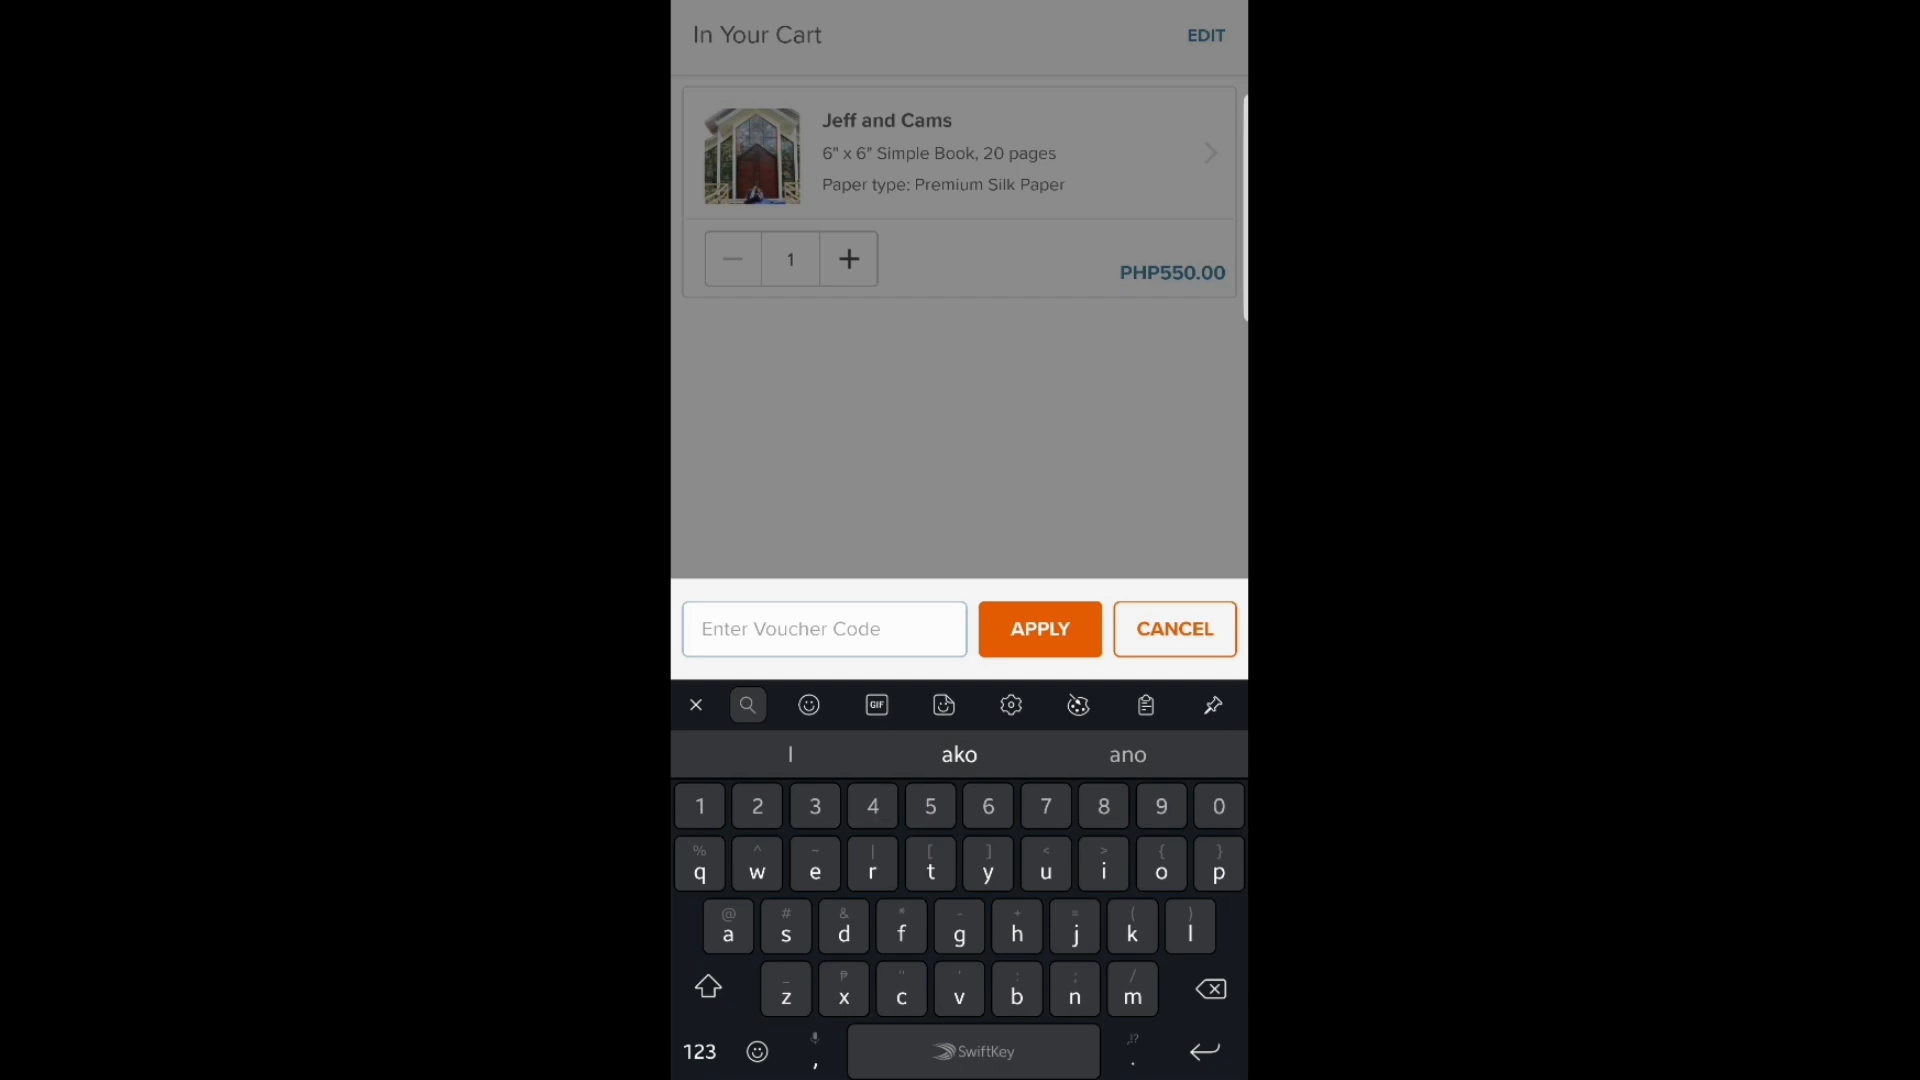 In Your Cart
EDIT
Jeff and Cams
6" x 6" Simple Book, 20 pages
Paper type: Premium Silk Paper
1
PHP550.00
Enter Voucher Code
APPLY
CANCEL
GIF
I ako ano
1 2 3 4 5 6 7 8 9 0
% ^ ~ | [ ] < > { }
q w e r t y u i o p
@ # & * - + = ( )
a s d f g h j k l
_ ₱ " ' : ; /
z x c v b n m
123 , SwiftKey ,!? .